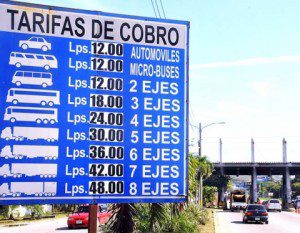 TARIFAS DE COBRO
Lps. 12.00 AUTOMOVILES
Lps. 12.00 MICRO-BUSES
Lps. 12.00 2 EJES
Lps. 18.00 3 EJES
Lps. 24.00 4 EJES
Lps. 30.00 5 EJES
Lps. 36.00 6 EJES
Lps. 42.00 7 EJES
Lps. 48.00 8 EJES